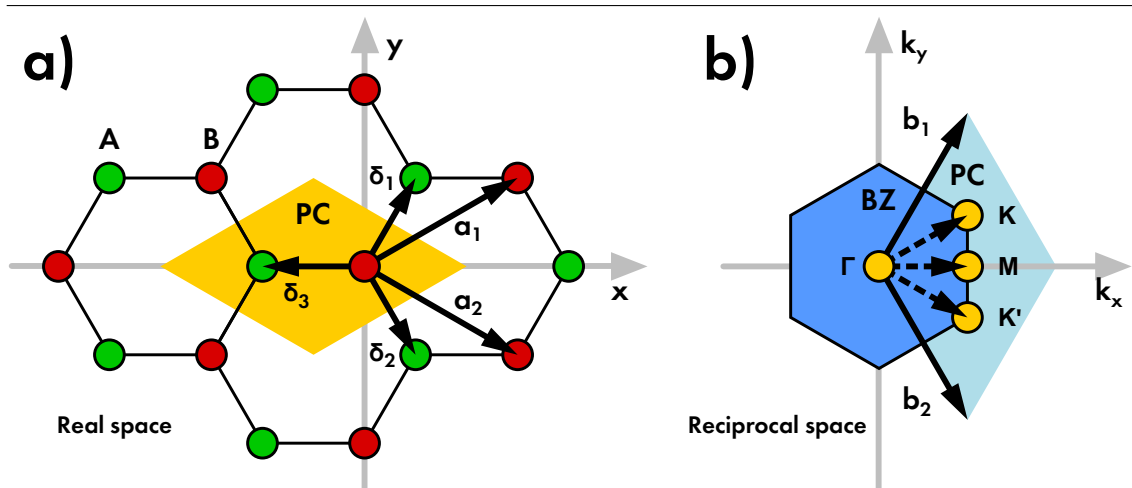 a)
y
A
B
δ1
PC
a1
δ3
a2
x
δ2
Real space
b)
ky
b1
PC
BZ
K
Γ
M
kx
K'
b2
Reciprocal space